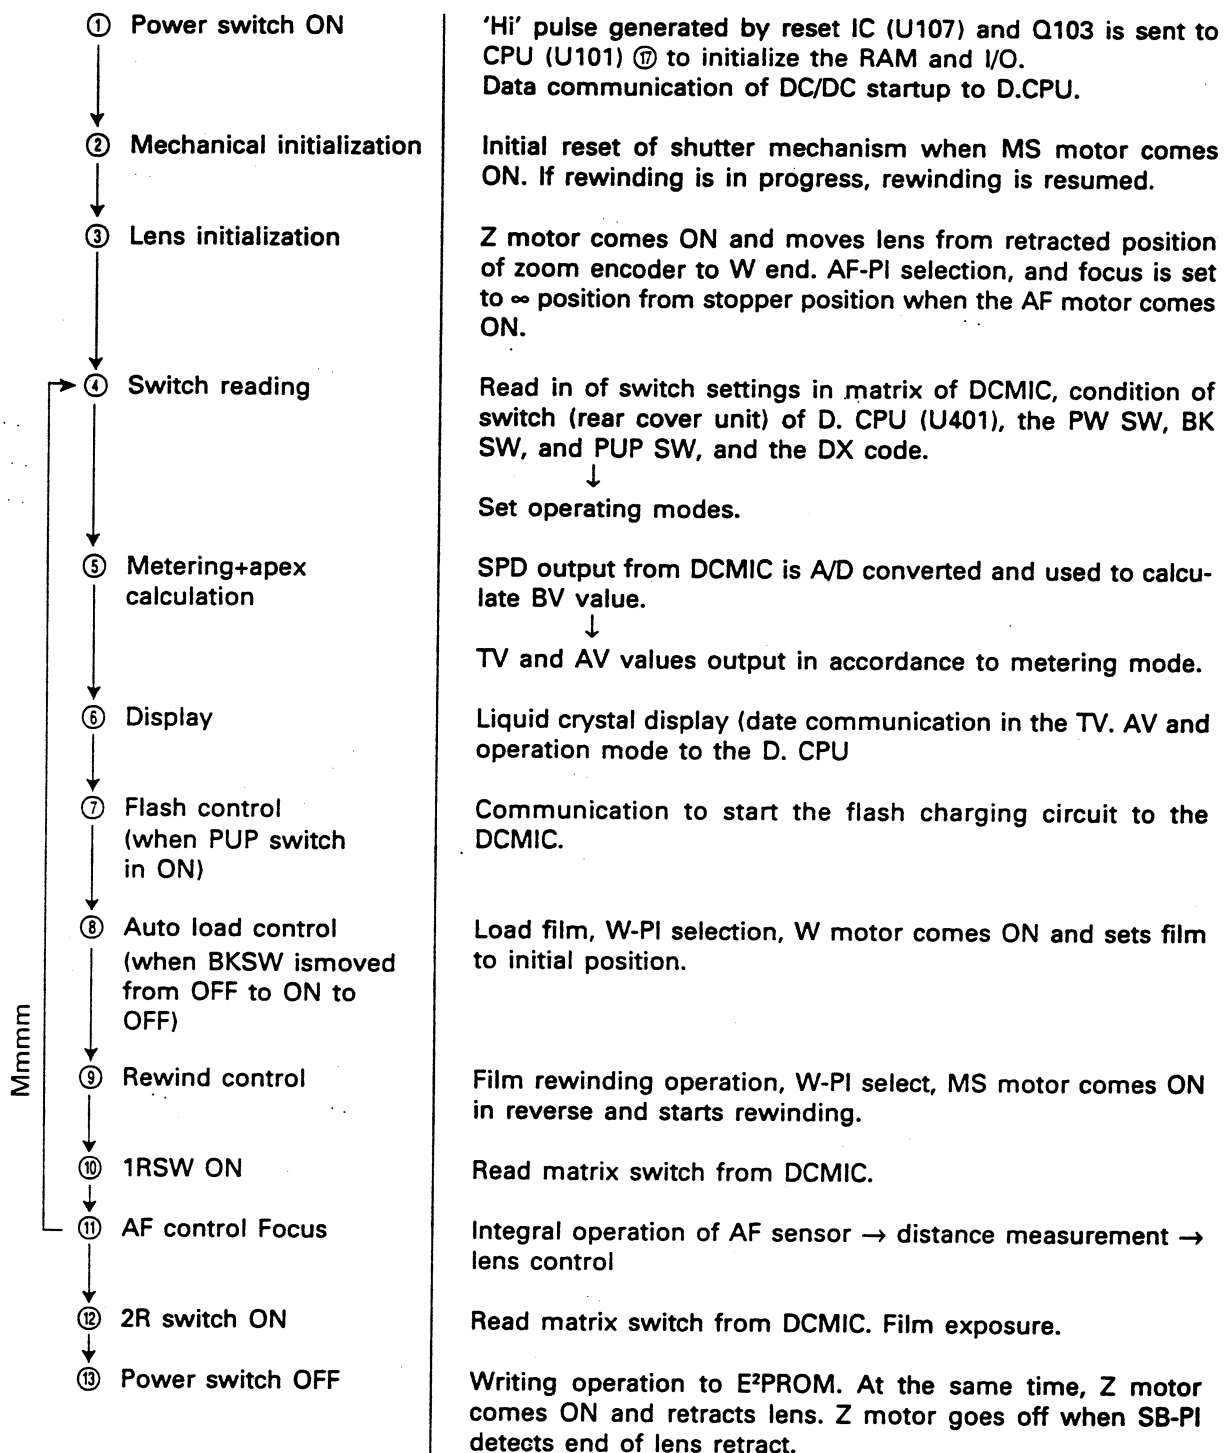 ① Power switch ON
'Hi' pulse generated by reset IC (U107) and Q103 is sent to
CPU (U101) ⑰ to initialize the RAM and I/O.
Data communication of DC/DC startup to D.CPU.
② Mechanical initialization
Initial reset of shutter mechanism when MS motor comes
ON. If rewinding is in progress, rewinding is resumed.
③ Lens initialization
Z motor comes ON and moves lens from retracted position
of zoom encoder to W end. AF-PI selection, and focus is set
to ∞ position from stopper position when the AF motor comes
ON.
④ Switch reading
Read in of switch settings in matrix of DCMIC, condition of
switch (rear cover unit) of D. CPU (U401), the PW SW, BK
SW, and PUP SW, and the DX code.
↓
Set operating modes.
⑤ Metering+apex
calculation
SPD output from DCMIC is A/D converted and used to calcu-
late BV value.
↓
TV and AV values output in accordance to metering mode.
⑥ Display
Liquid crystal display (date communication in the TV. AV and
operation mode to the D. CPU
⑦ Flash control
(when PUP switch
in ON)
Communication to start the flash charging circuit to the
DCMIC.
⑧ Auto load control
(when BKSW ismoved
from OFF to ON to
OFF)
Load film, W-PI selection, W motor comes ON and sets film
to initial position.
Mmmm
⑨ Rewind control
Film rewinding operation, W-PI select, MS motor comes ON
in reverse and starts rewinding.
⑩ 1RSW ON
Read matrix switch from DCMIC.
⑪ AF control Focus
Integral operation of AF sensor → distance measurement →
lens control
⑫ 2R switch ON
Read matrix switch from DCMIC. Film exposure.
⑬ Power switch OFF
Writing operation to E²PROM. At the same time, Z motor
comes ON and retracts lens. Z motor goes off when SB-PI
detects end of lens retract.